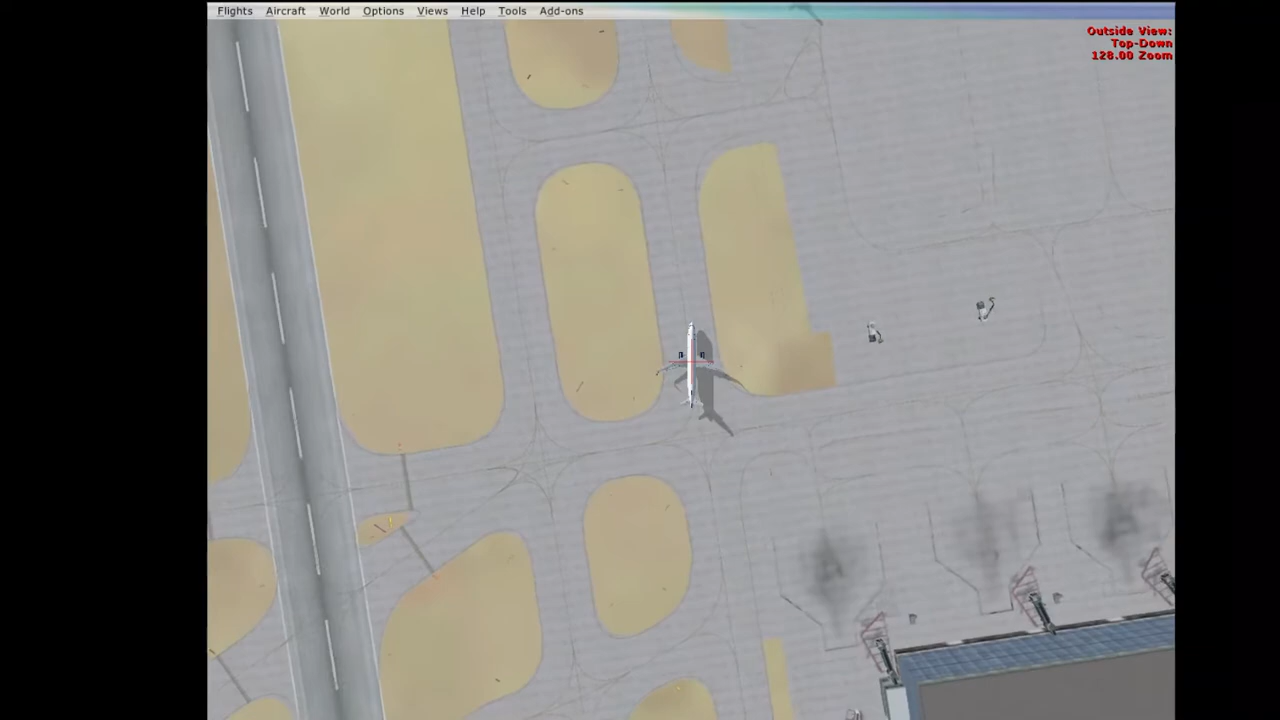 Flights Aircraft World Options Views Help Tools Add-ons
Outside View:
Top-Down
128.00 Zoom